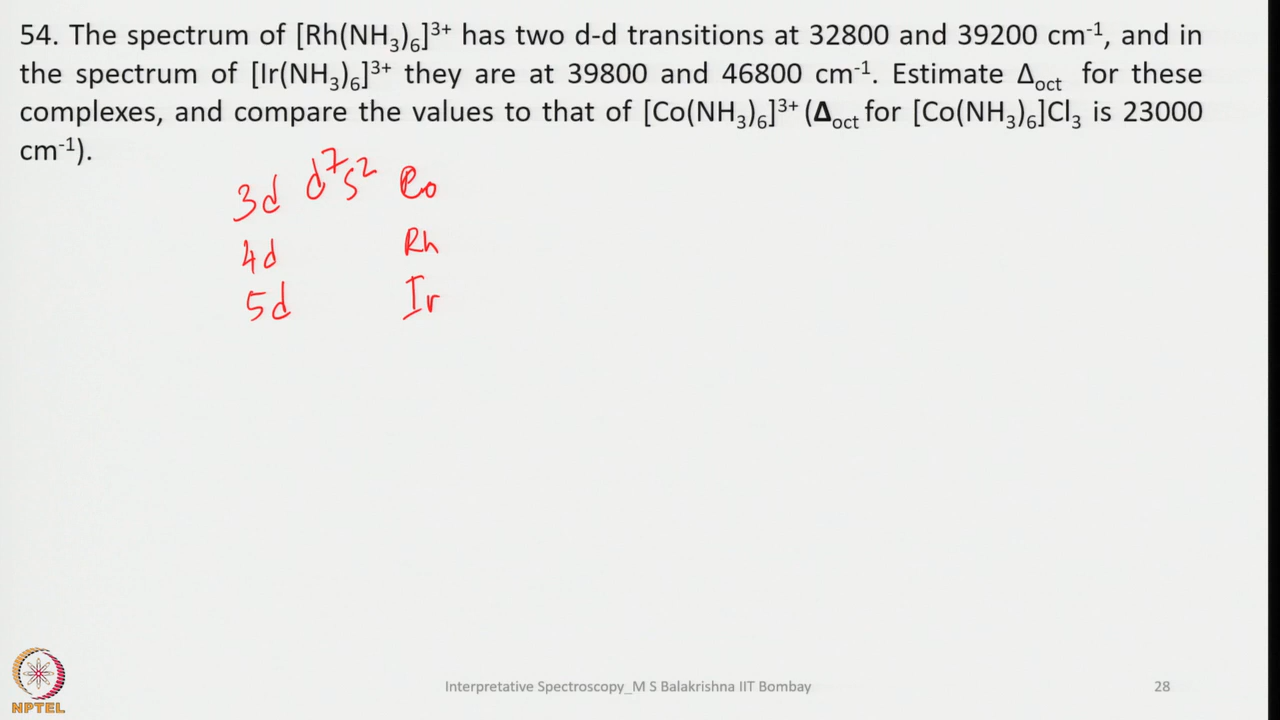 54. The spectrum of [Rh(NH₃)₆]³⁺ has two d-d transitions at 32800 and 39200 cm⁻¹, and in
the spectrum of [Ir(NH₃)₆]³⁺ they are at 39800 and 46800 cm⁻¹. Estimate Δoct for these
complexes, and compare the values to that of [Co(NH₃)₆]³⁺ (Δoct for [Co(NH₃)₆]Cl₃ is 23000
cm⁻¹).
3d d⁷s² Co
4d Rh
5d Ir
NPTEL
Interpretative Spectroscopy_M S Balakrishna IIT Bombay
28